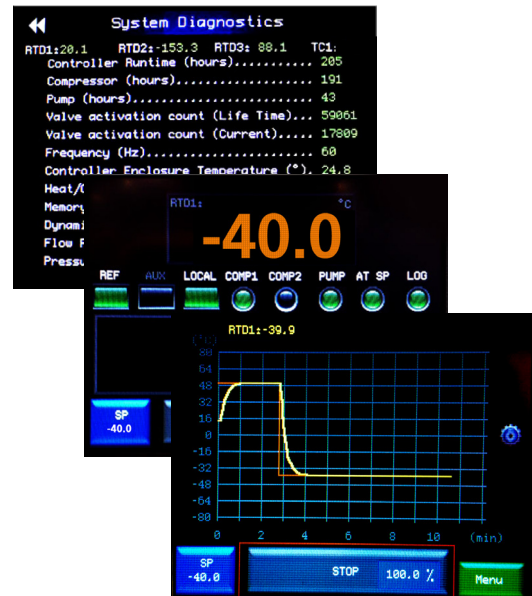 System Diagnostics
RTD1:20.1 RTD2:-153.3 RTD3: 88.1 TC1:
Controller Runtime (hours)........... 205
Compressor (hours)................... 191
Pump (hours)......................... 43
Valve activation count (Life Time)... 59061
Valve activation count (Current)..... 17809
Frequency (Hz)....................... 60
Controller Enclosure Temperature (°). 24.8
Heat/
Memory
Dynami
Flow
Pressu
RTD1: °C
-40.0
REF AUX LOCAL COMP1 COMP2 PUMP AT SP LOG
SP
-40.0
RTD1:-39.9
(°C)
80
64
48
32
16
0
-16
-32
-48
-64
-80
0 2 4 6 8 10 (min)
SP
-40.0
STOP 100.0 %
Menu